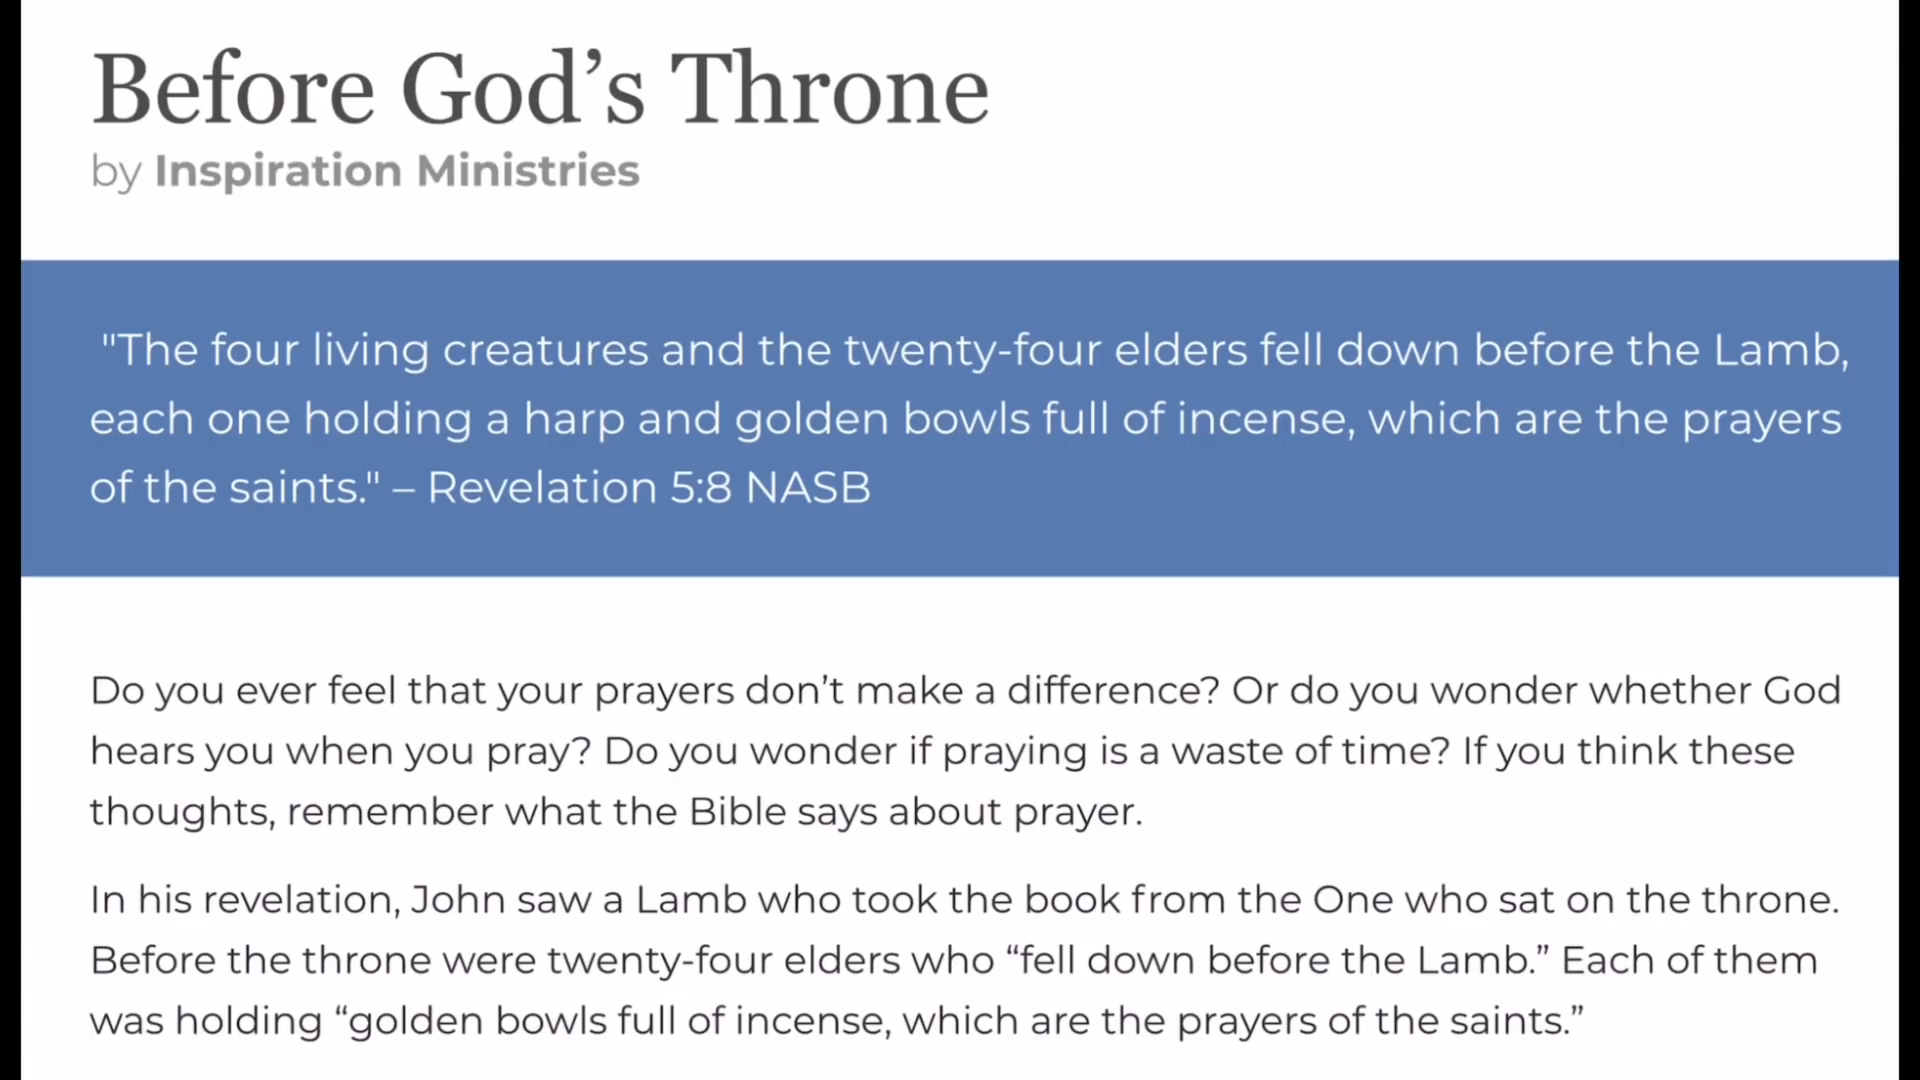 Before God’s Throne
by Inspiration Ministries
"The four living creatures and the twenty-four elders fell down before the Lamb,
each one holding a harp and golden bowls full of incense, which are the prayers
of the saints." – Revelation 5:8 NASB
Do you ever feel that your prayers don’t make a difference? Or do you wonder whether God
hears you when you pray? Do you wonder if praying is a waste of time? If you think these
thoughts, remember what the Bible says about prayer.
In his revelation, John saw a Lamb who took the book from the One who sat on the throne.
Before the throne were twenty-four elders who “fell down before the Lamb.” Each of them
was holding “golden bowls full of incense, which are the prayers of the saints.”